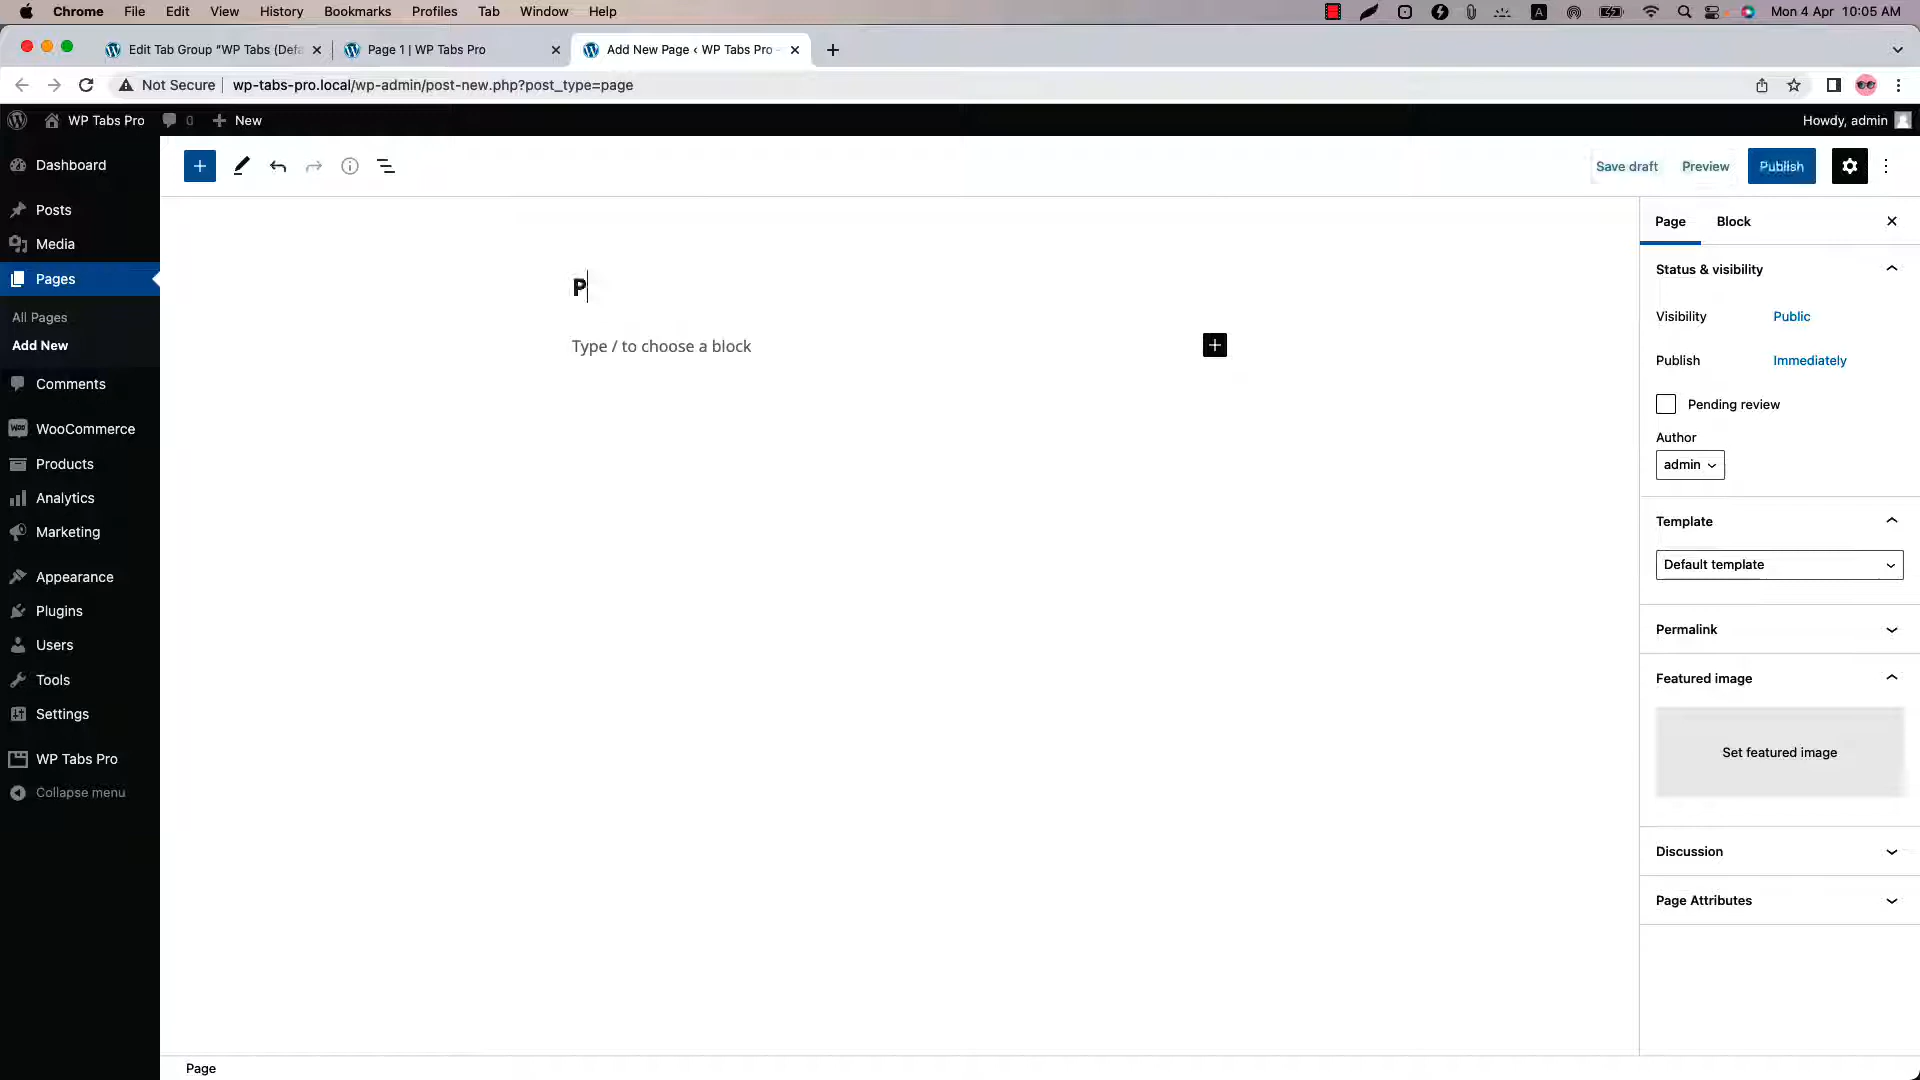 Chrome File Edit View History Bookmarks Profiles Tab Window Help A Mon 4 Apr 10:05 AM
Edit Tab Group “WP Tabs (Defa
Page 1 | WP Tabs Pro
Add New Page ‹ WP Tabs Pro -
Not Secure wp-tabs-pro.local/wp-admin/post-new.php?post_type=page
WP Tabs Pro 0 New Howdy, admin
Dashboard
Posts
Media
Pages
All Pages
Add New
Comments
Woo WooCommerce
Products
Analytics
Marketing
Appearance
Plugins
Users
Tools
Settings
WP Tabs Pro
Collapse menu
Save draft Preview Publish
P
Type / to choose a block
Page Block
Status & visibility
Visibility Public
Publish Immediately
Pending review
Author
admin
Template
Default template
Permalink
Featured image
Set featured image
Discussion
Page Attributes
Page